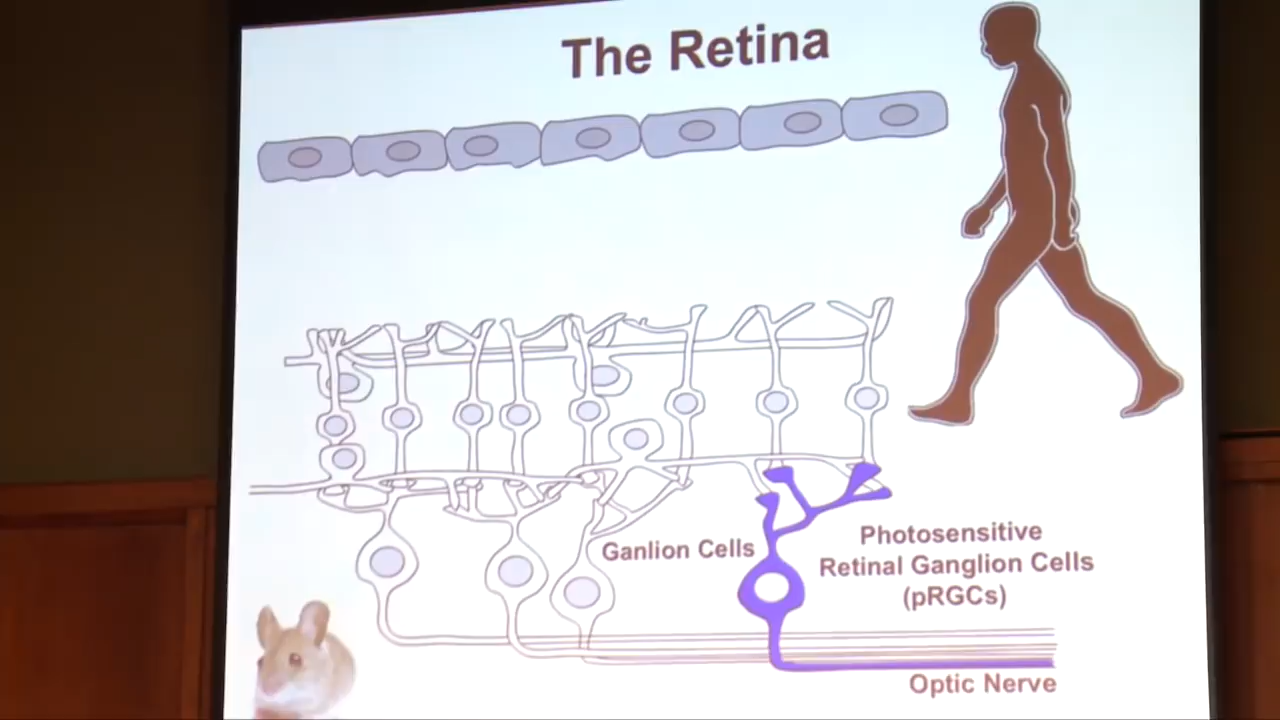 The Retina
Ganlion Cells
Photosensitive
Retinal Ganglion Cells
(pRGCs)
Optic Nerve